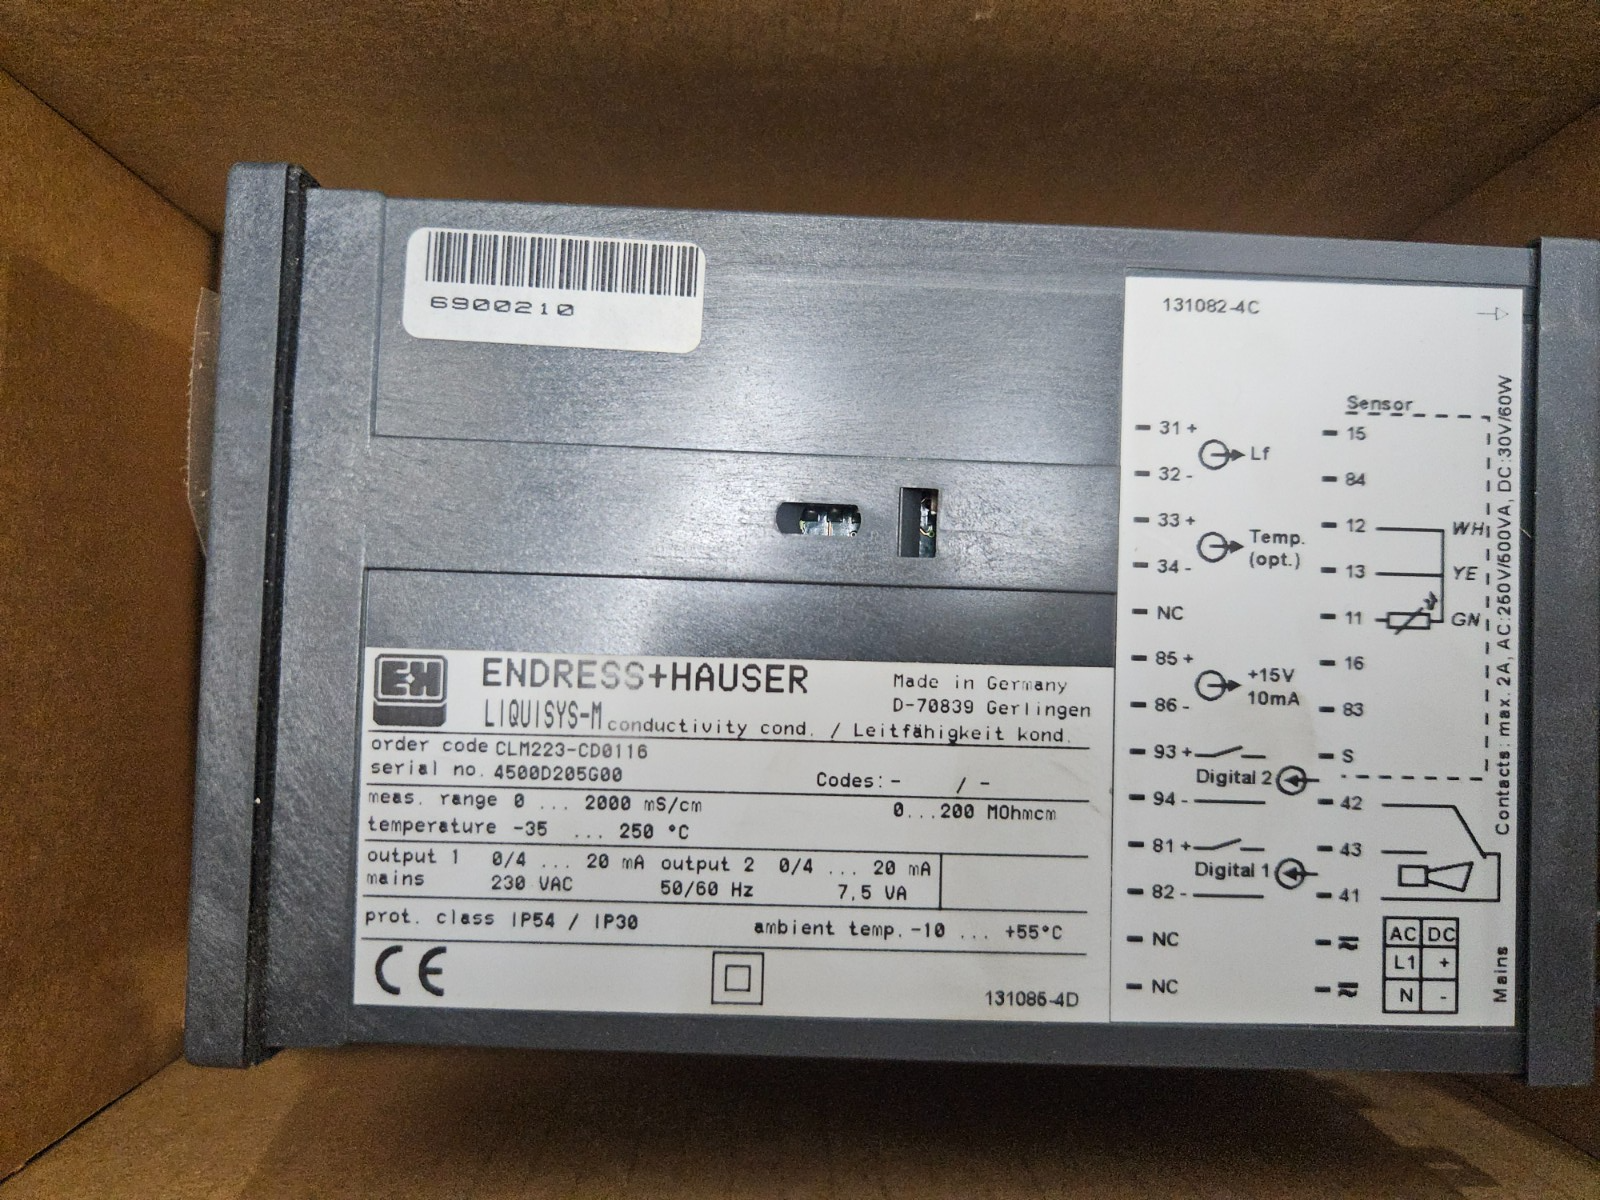 6900210
E+H
ENDRESS+HAUSER
Made in Germany
D-70839 Gerlingen
LIQUISYS-M conductivity cond. / Leitfähigkeit kond.
order code CLM223-CD0116
serial no. 4500D205G00
Codes: - / -
meas. range 0 ... 2000 mS/cm 0...200 MOhmcm
temperature -35 ... 250 °C
output 1 0/4 ... 20 mA output 2 0/4 ... 20 mA
mains 230 VAC 50/60 Hz 7,5 VA
prot. class IP54 / IP30 ambient temp. -10 ... +55°C
CE
131085-4D
131082-4C
Sensor
31 +
Lf
32 -
33 +
Temp.
(opt.)
34 -
NC
85 +
+15V
10mA
86 -
93 +
Digital 2
94 -
81 +
Digital 1
82 -
NC
NC
15
84
12 WH
13 YE
11 GN
16
83
S
42
43
41
AC DC
L1 +
N -
Mains
Contacts: max. 2A, AC:250V/600VA, DC:30V/60W